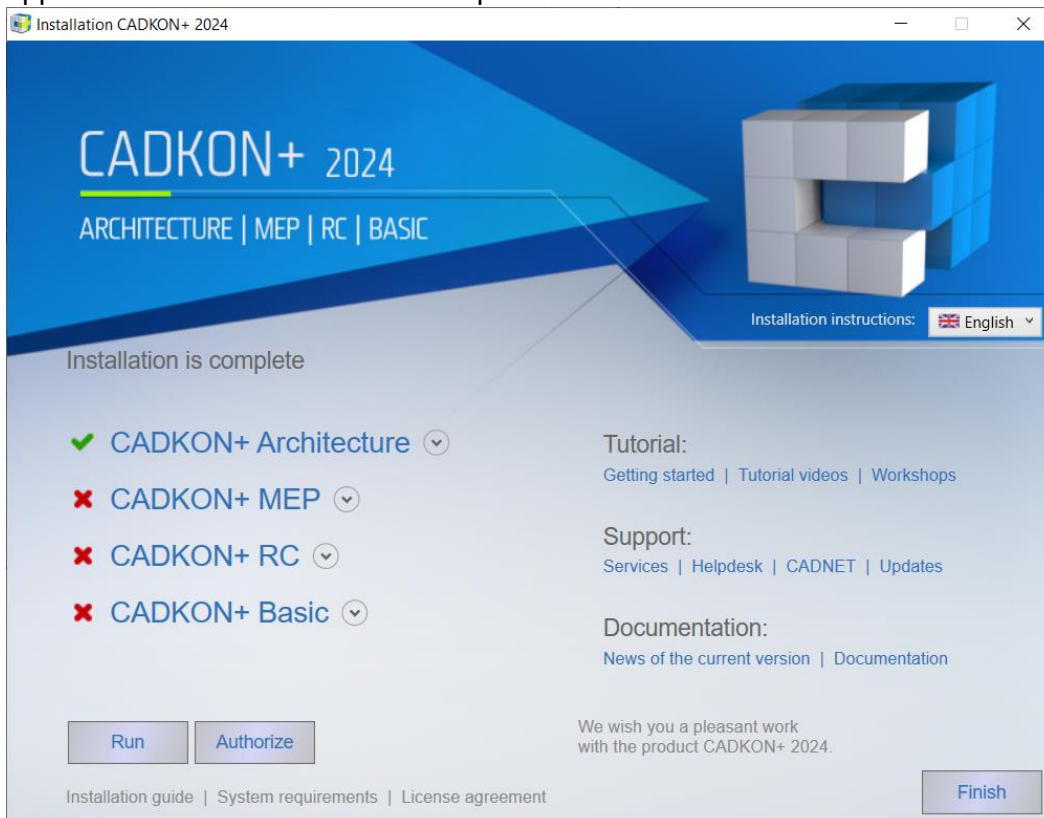 Installation CADKON+ 2024
CADKON+ 2024
ARCHITECTURE | MEP | RC | BASIC
Installation instructions: English
Installation is complete
CADKON+ Architecture
CADKON+ MEP
CADKON+ RC
CADKON+ Basic
Tutorial:
Getting started | Tutorial videos | Workshops
Support:
Services | Helpdesk | CADNET | Updates
Documentation:
News of the current version | Documentation
Run Authorize
We wish you a pleasant work
with the product CADKON+ 2024.
Installation guide | System requirements | License agreement
Finish